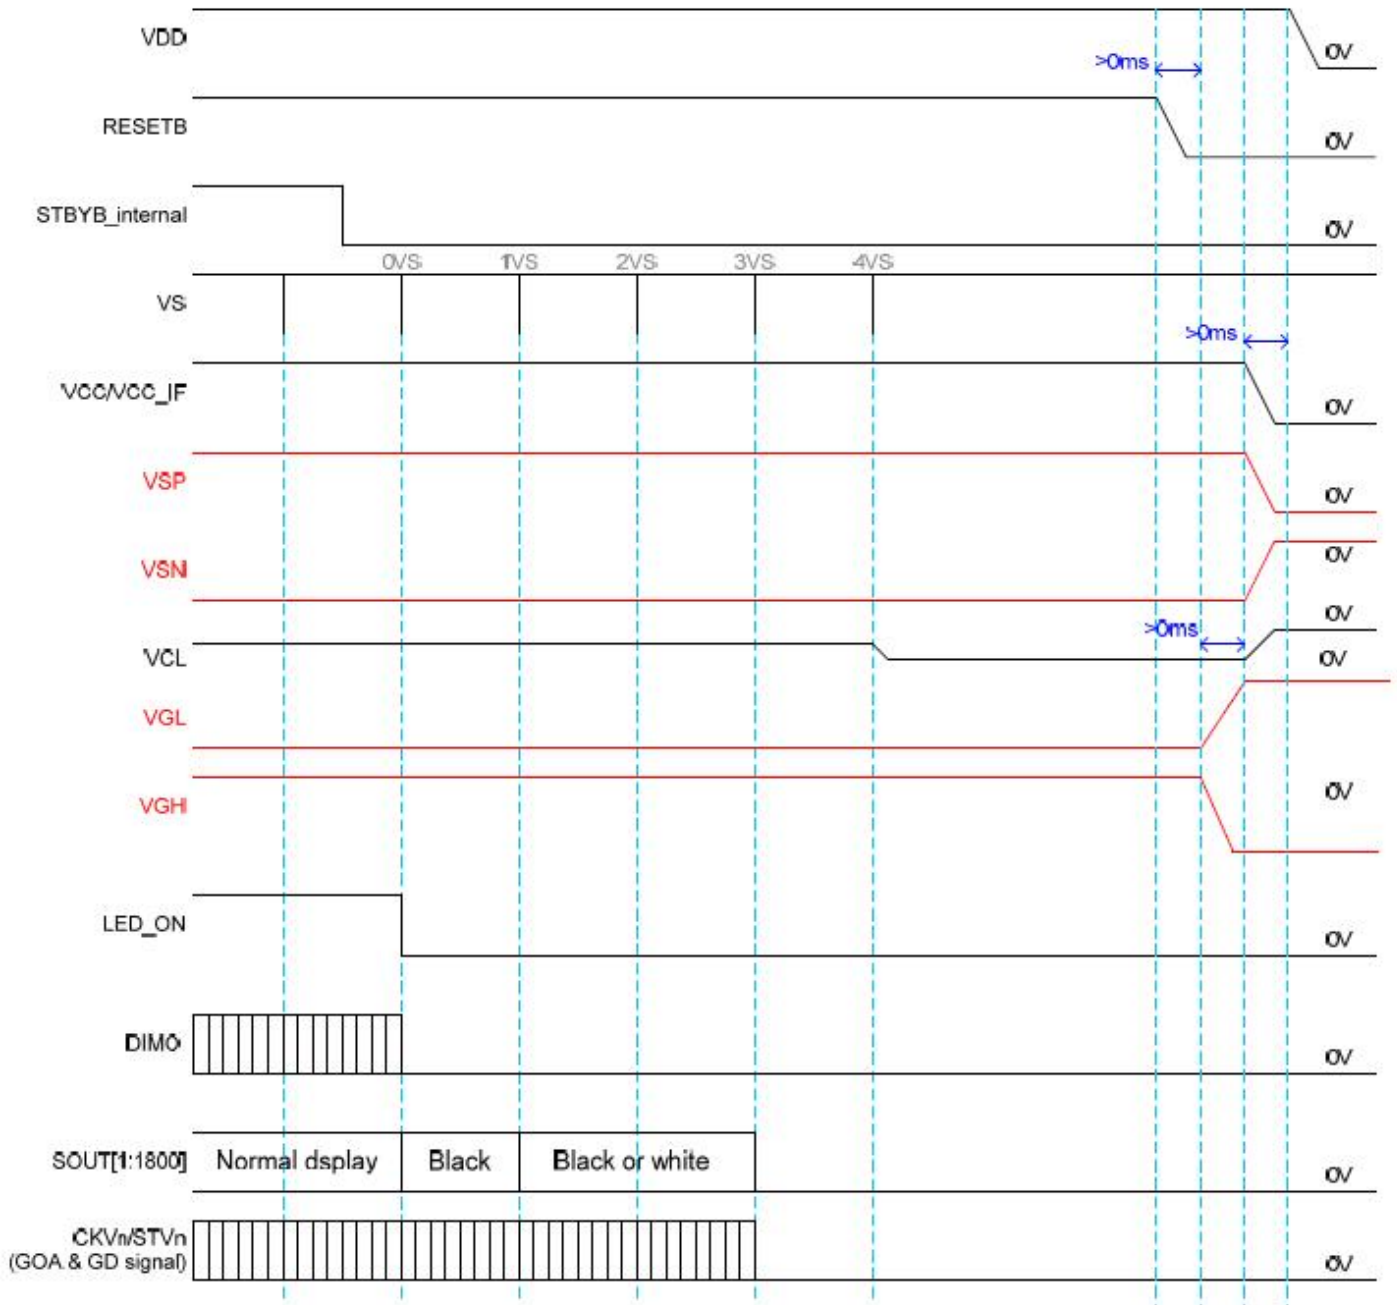 VDD
0V
>0ms
RESETB
0V
STBYB_internal
0V
0VS 1VS 2VS 3VS 4VS
VS
>0ms
VCC/VCC_IF
0V
VSP
0V
VSN
0V
0V
>0ms
VCL
0V
VGL
VGH
0V
LED_ON
0V
DIMO
0V
SOUT[1:1800]
Normal dsplay
Black
Black or white
0V
CKVn/STVn
(GOA & GD signal)
0V